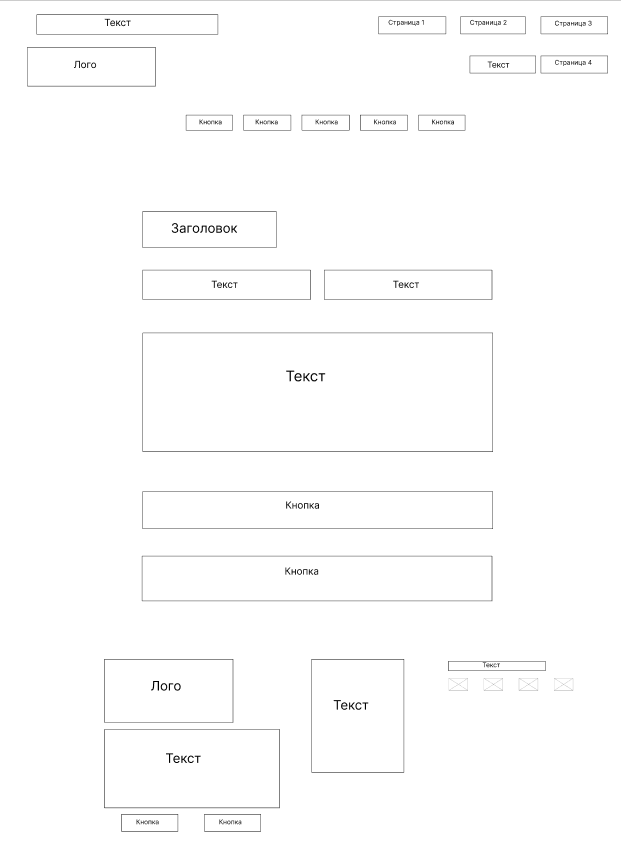 Текст
Страница 1
Страница 2
Страница 3
Лого
Текст
Страница 4
Кнопка
Кнопка
Кнопка
Кнопка
Кнопка
Заголовок
Текст
Текст
Текст
Кнопка
Кнопка
Лого
Текст
Кнопка
Кнопка
Текст
Текст